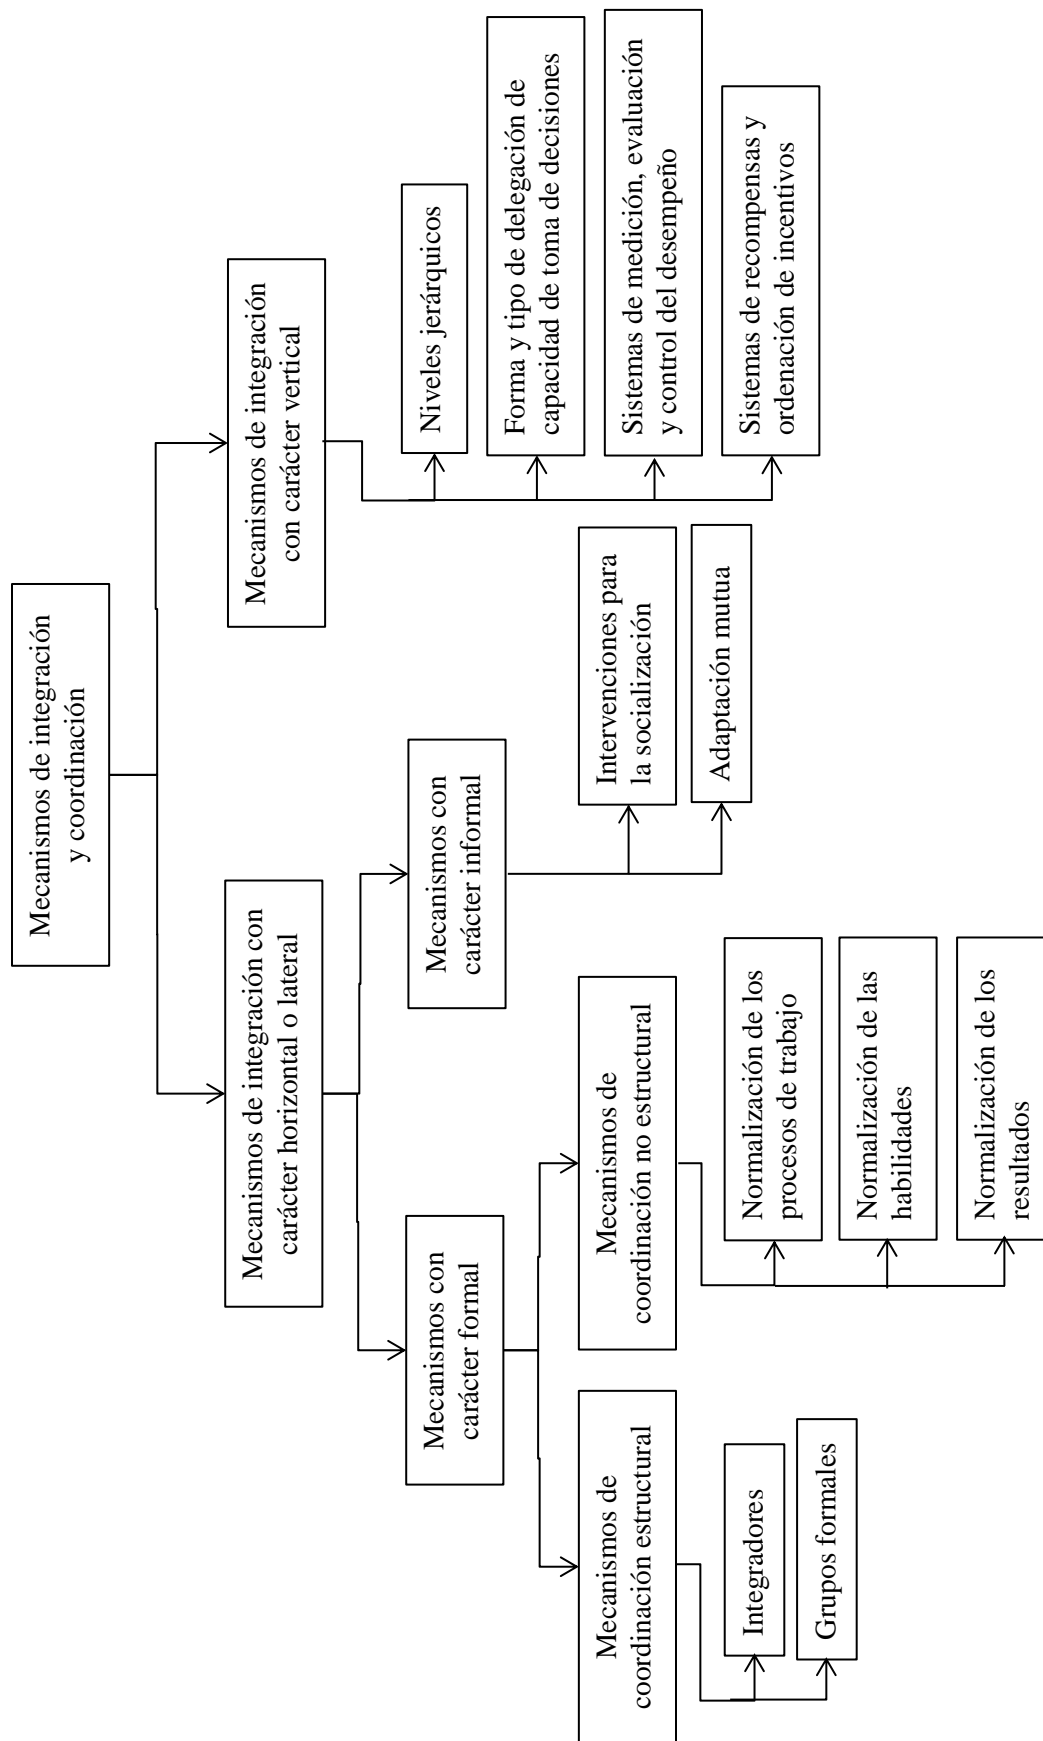 Mecanismos de integración
y coordinación
Mecanismos de integración con
carácter horizontal o lateral
Mecanismos de integración
con carácter vertical
Mecanismos con
carácter formal
Mecanismos con
carácter informal
Niveles jerárquicos
Forma y tipo de delegación de
capacidad de toma de decisiones
Sistemas de medición, evaluación
y control del desempeño
Sistemas de recompensas y
ordenación de incentivos
Mecanismos de
coordinación estructural
Mecanismos de
coordinación no estructural
Intervenciones para
la socialización
Adaptación mutua
Integradores
Grupos formales
Normalización de los
procesos de trabajo
Normalización de las
habilidades
Normalización de los
resultados